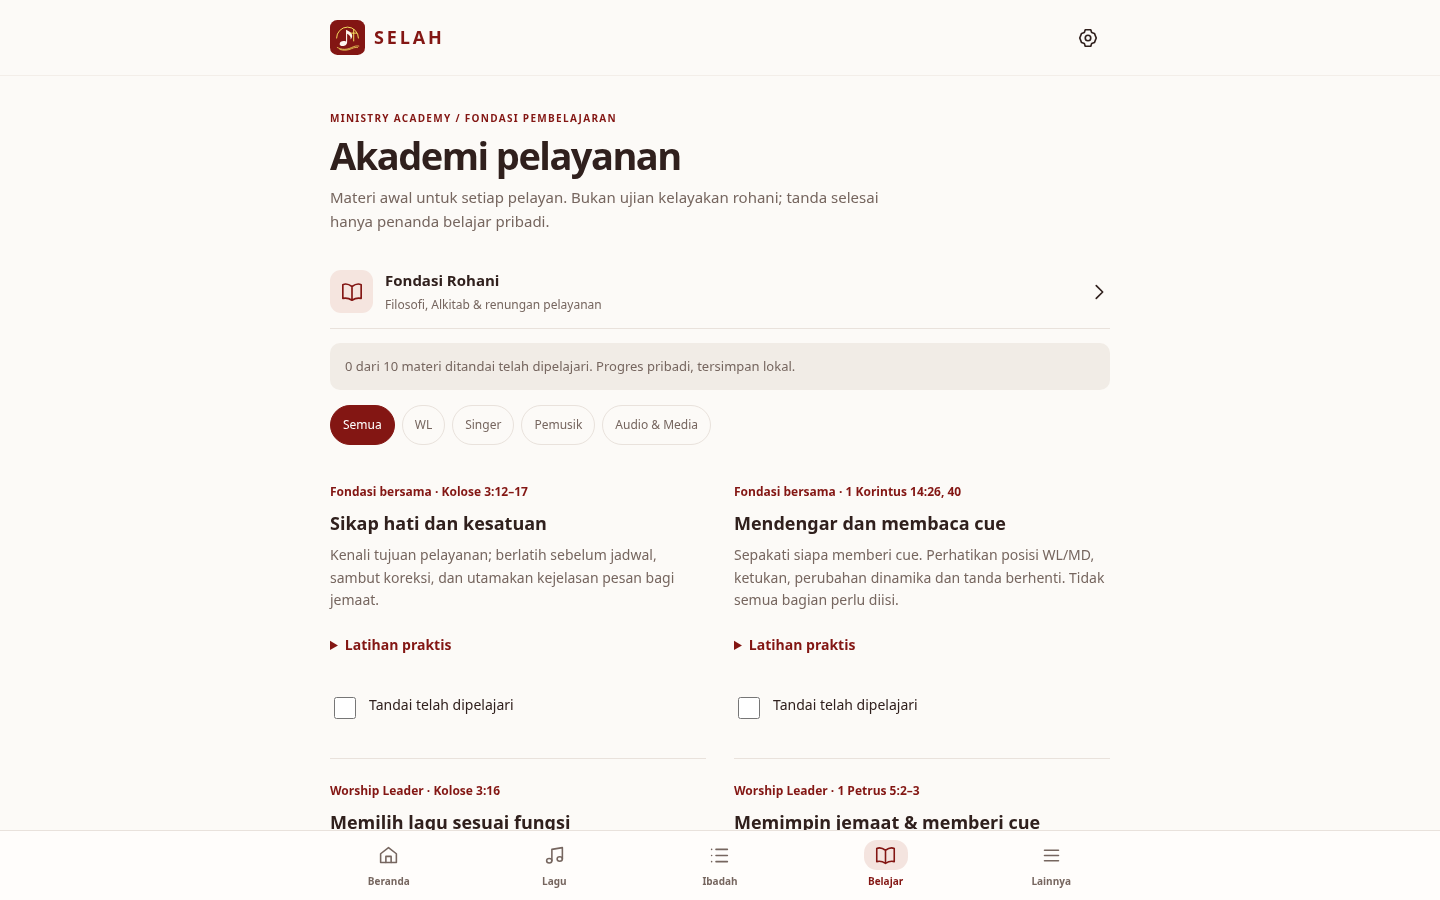 SELAH
MINISTRY ACADEMY / FONDASI PEMBELAJARAN
Akademi pelayanan
Materi awal untuk setiap pelayan. Bukan ujian kelayakan rohani; tanda selesai
hanya penanda belajar pribadi.
Fondasi Rohani
Filosofi, Alkitab & renungan pelayanan
0 dari 10 materi ditandai telah dipelajari. Progres pribadi, tersimpan lokal.
Semua
WL
Singer
Pemusik
Audio & Media
Fondasi bersama · Kolose 3:12–17
Sikap hati dan kesatuan
Kenali tujuan pelayanan; berlatih sebelum jadwal,
sambut koreksi, dan utamakan kejelasan pesan bagi
jemaat.
Latihan praktis
Tandai telah dipelajari
Fondasi bersama · 1 Korintus 14:26, 40
Mendengar dan membaca cue
Sepakati siapa memberi cue. Perhatikan posisi WL/MD,
ketukan, perubahan dinamika dan tanda berhenti. Tidak
semua bagian perlu diisi.
Latihan praktis
Tandai telah dipelajari
Worship Leader · Kolose 3:16
Memilih lagu sesuai fungsi
Worship Leader · 1 Petrus 5:2–3
Memimpin jemaat & memberi cue
Beranda
Lagu
Ibadah
Belajar
Lainnya